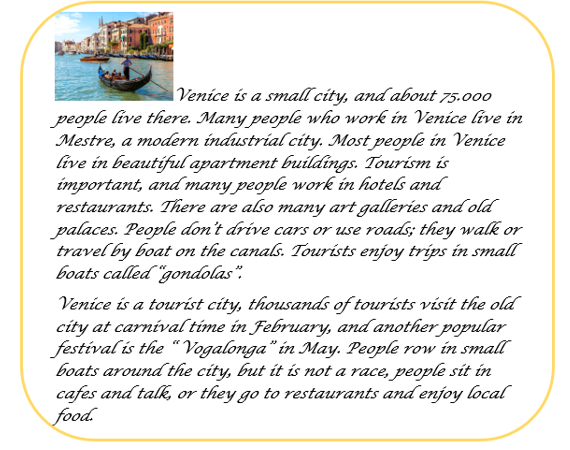 Venice is a small city, and about 75.000
people live there. Many people who work in Venice live in
Mestre, a modern industrial city. Most people in Venice
live in beautiful apartment buildings. Tourism is
important, and many people work in hotels and
restaurants. There are also many art galleries and old
palaces. People don't drive cars or use roads; they walk or
travel by boat on the canals. Tourists enjoy trips in small
boats called "gondolas".
Venice is a tourist city, thousands of tourists visit the old
city at carnival time in February, and another popular
festival is the " Vogalonga" in May. People row in small
boats around the city, but it is not a race, people sit in
cafes and talk, or they go to restaurants and enjoy local
food.